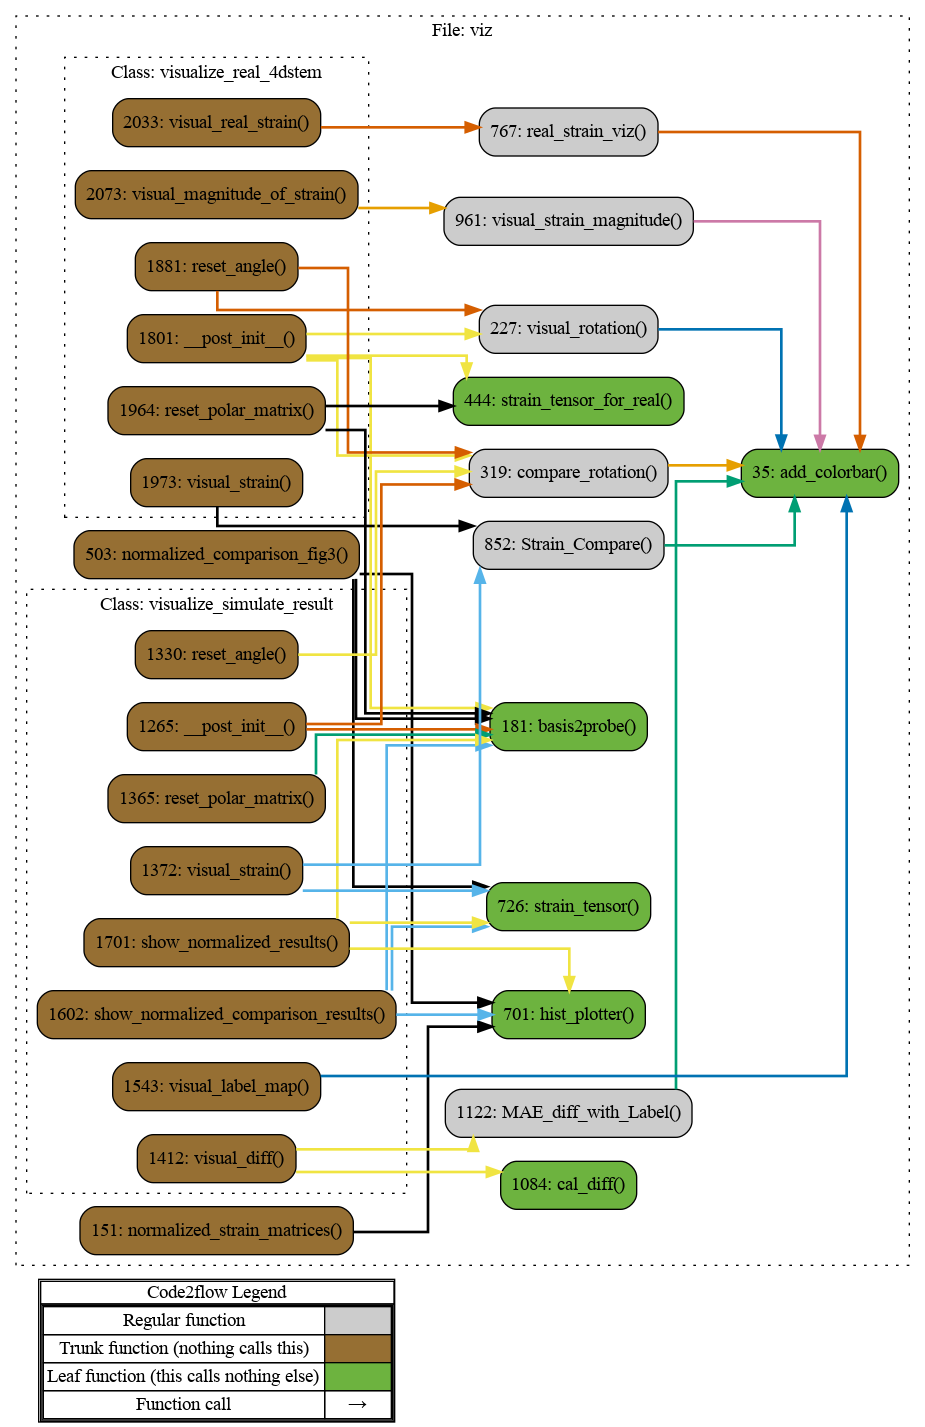 File: viz
Class: visualize_real_4dstem
2033: visual_real_strain()
767: real_strain_viz()
2073: visual_magnitude_of_strain()
961: visual_strain_magnitude()
1881: reset_angle()
1801: __post_init__()
227: visual_rotation()
1964: reset_polar_matrix()
444: strain_tensor_for_real()
1973: visual_strain()
319: compare_rotation()
35: add_colorbar()
503: normalized_comparison_fig3()
852: Strain_Compare()
Class: visualize_simulate_result
1330: reset_angle()
1265: __post_init__()
181: basis2probe()
1365: reset_polar_matrix()
1372: visual_strain()
726: strain_tensor()
1701: show_normalized_results()
1602: show_normalized_comparison_results()
701: hist_plotter()
1543: visual_label_map()
1122: MAE_diff_with_Label()
1412: visual_diff()
1084: cal_diff()
151: normalized_strain_matrices()
Code2flow Legend
Regular function
Trunk function (nothing calls this)
Leaf function (this calls nothing else)
Function call →